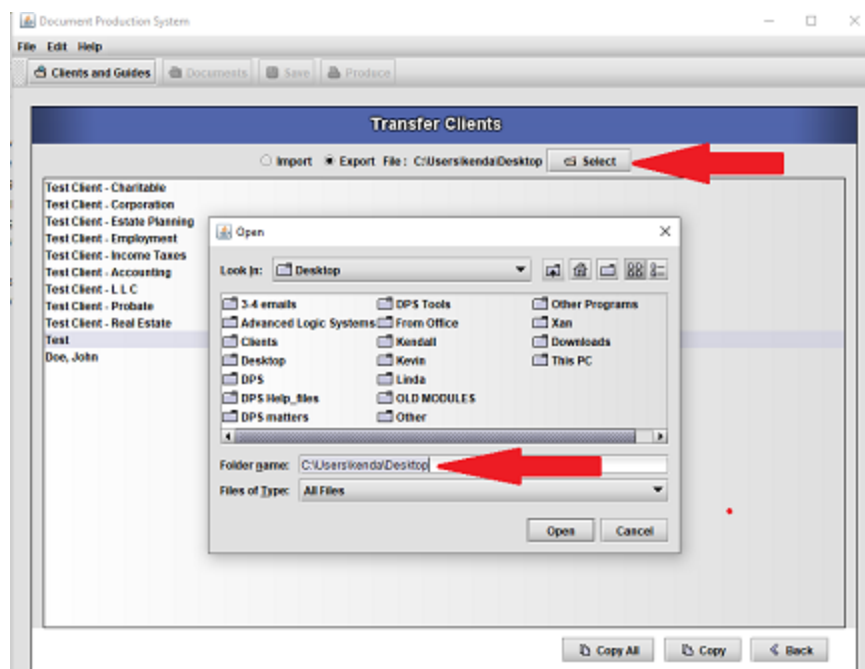 Document Production System
File Edit Help
Clients and Guides Documents Save Produce
Transfer Clients
Import Export File: C:\Users\kenda\Desktop Select
Test Client - Charitable
Test Client - Corporation
Test Client - Estate Planning
Test Client - Employment
Test Client - Income Taxes
Test Client - Accounting
Test Client - L L C
Test Client - Probate
Test Client - Real Estate
Test
Doe, John
Open
Look In: Desktop
3-4 emails DPS Tools Other Programs
Advanced Logic Systems From Office Xan
Clients Kendall Downloads
Desktop Kevin This PC
DPS Linda
DPS Help_files OLD MODULES
DPS matters Other
Folder name: C:\Users\kenda\Desktop
Files of Type: All Files
Open Cancel
Copy All Copy Back